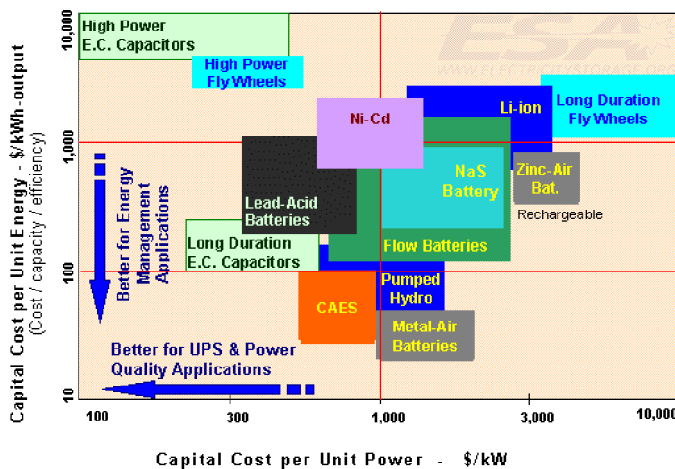 10,000
1,000
100
10
Capital Cost per Unit Energy - $/kWh-output
(Cost / capacity / efficiency)
ESA
WWW.ELECTRICITYSTORAGE.ORG
High Power
E.C. Capacitors
High Power
Fly Wheels
Ni-Cd
Li-ion
Long Duration
Fly Wheels
Lead-Acid
Batteries
NaS
Battery
Zinc-Air
Bat.
Rechargeable
Long Duration
E.C. Capacitors
Flow Batteries
Better for Energy
Management
Applications
CAES
Pumped
Hydro
Metal-Air
Batteries
Better for UPS & Power
Quality Applications
100
300
1,000
3,000
10,000
Capital Cost per Unit Power - $/kW